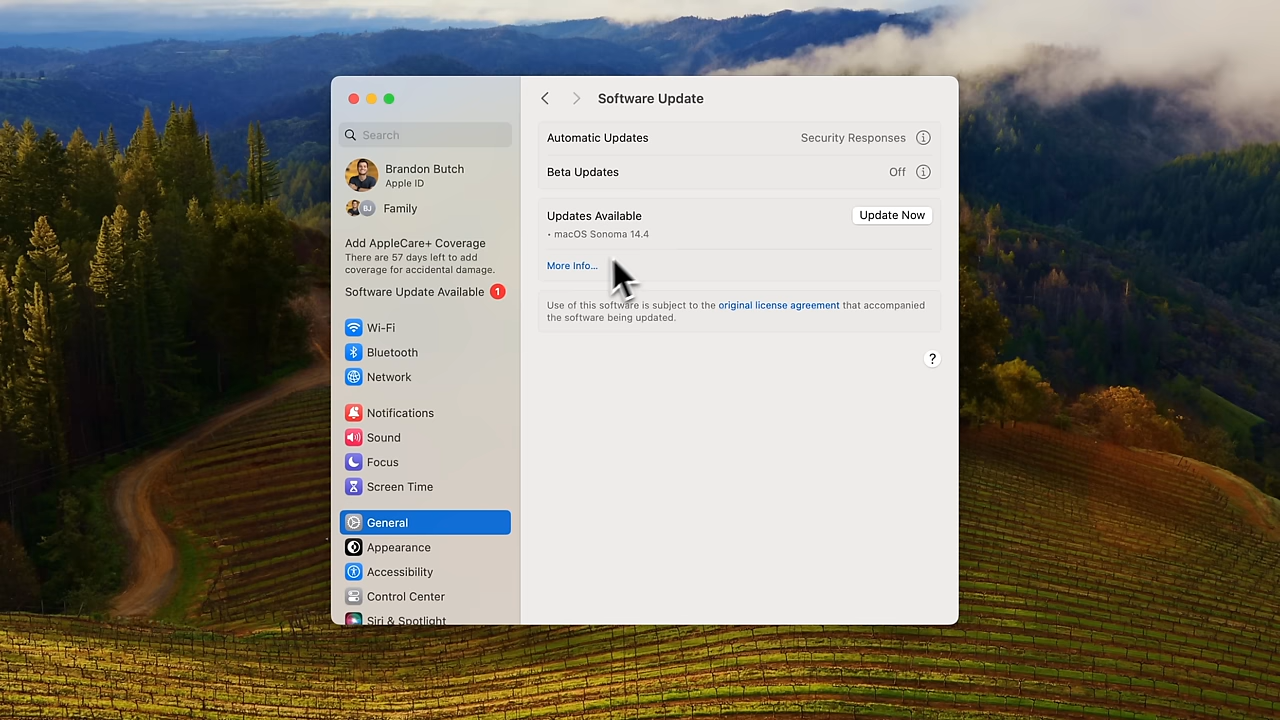 Software Update
Search
Automatic Updates
Security Responses
Beta Updates
Off
Brandon Butch
Apple ID
BJ
Family
Updates Available
Update Now
• macOS Sonoma 14.4
More Info...
Add AppleCare+ Coverage
There are 57 days left to add
coverage for accidental damage.
Software Update Available
1
Use of this software is subject to the original license agreement that accompanied
the software being updated.
?
Wi-Fi
Bluetooth
Network
Notifications
Sound
Focus
Screen Time
General
Appearance
Accessibility
Control Center
Siri & Spotlight